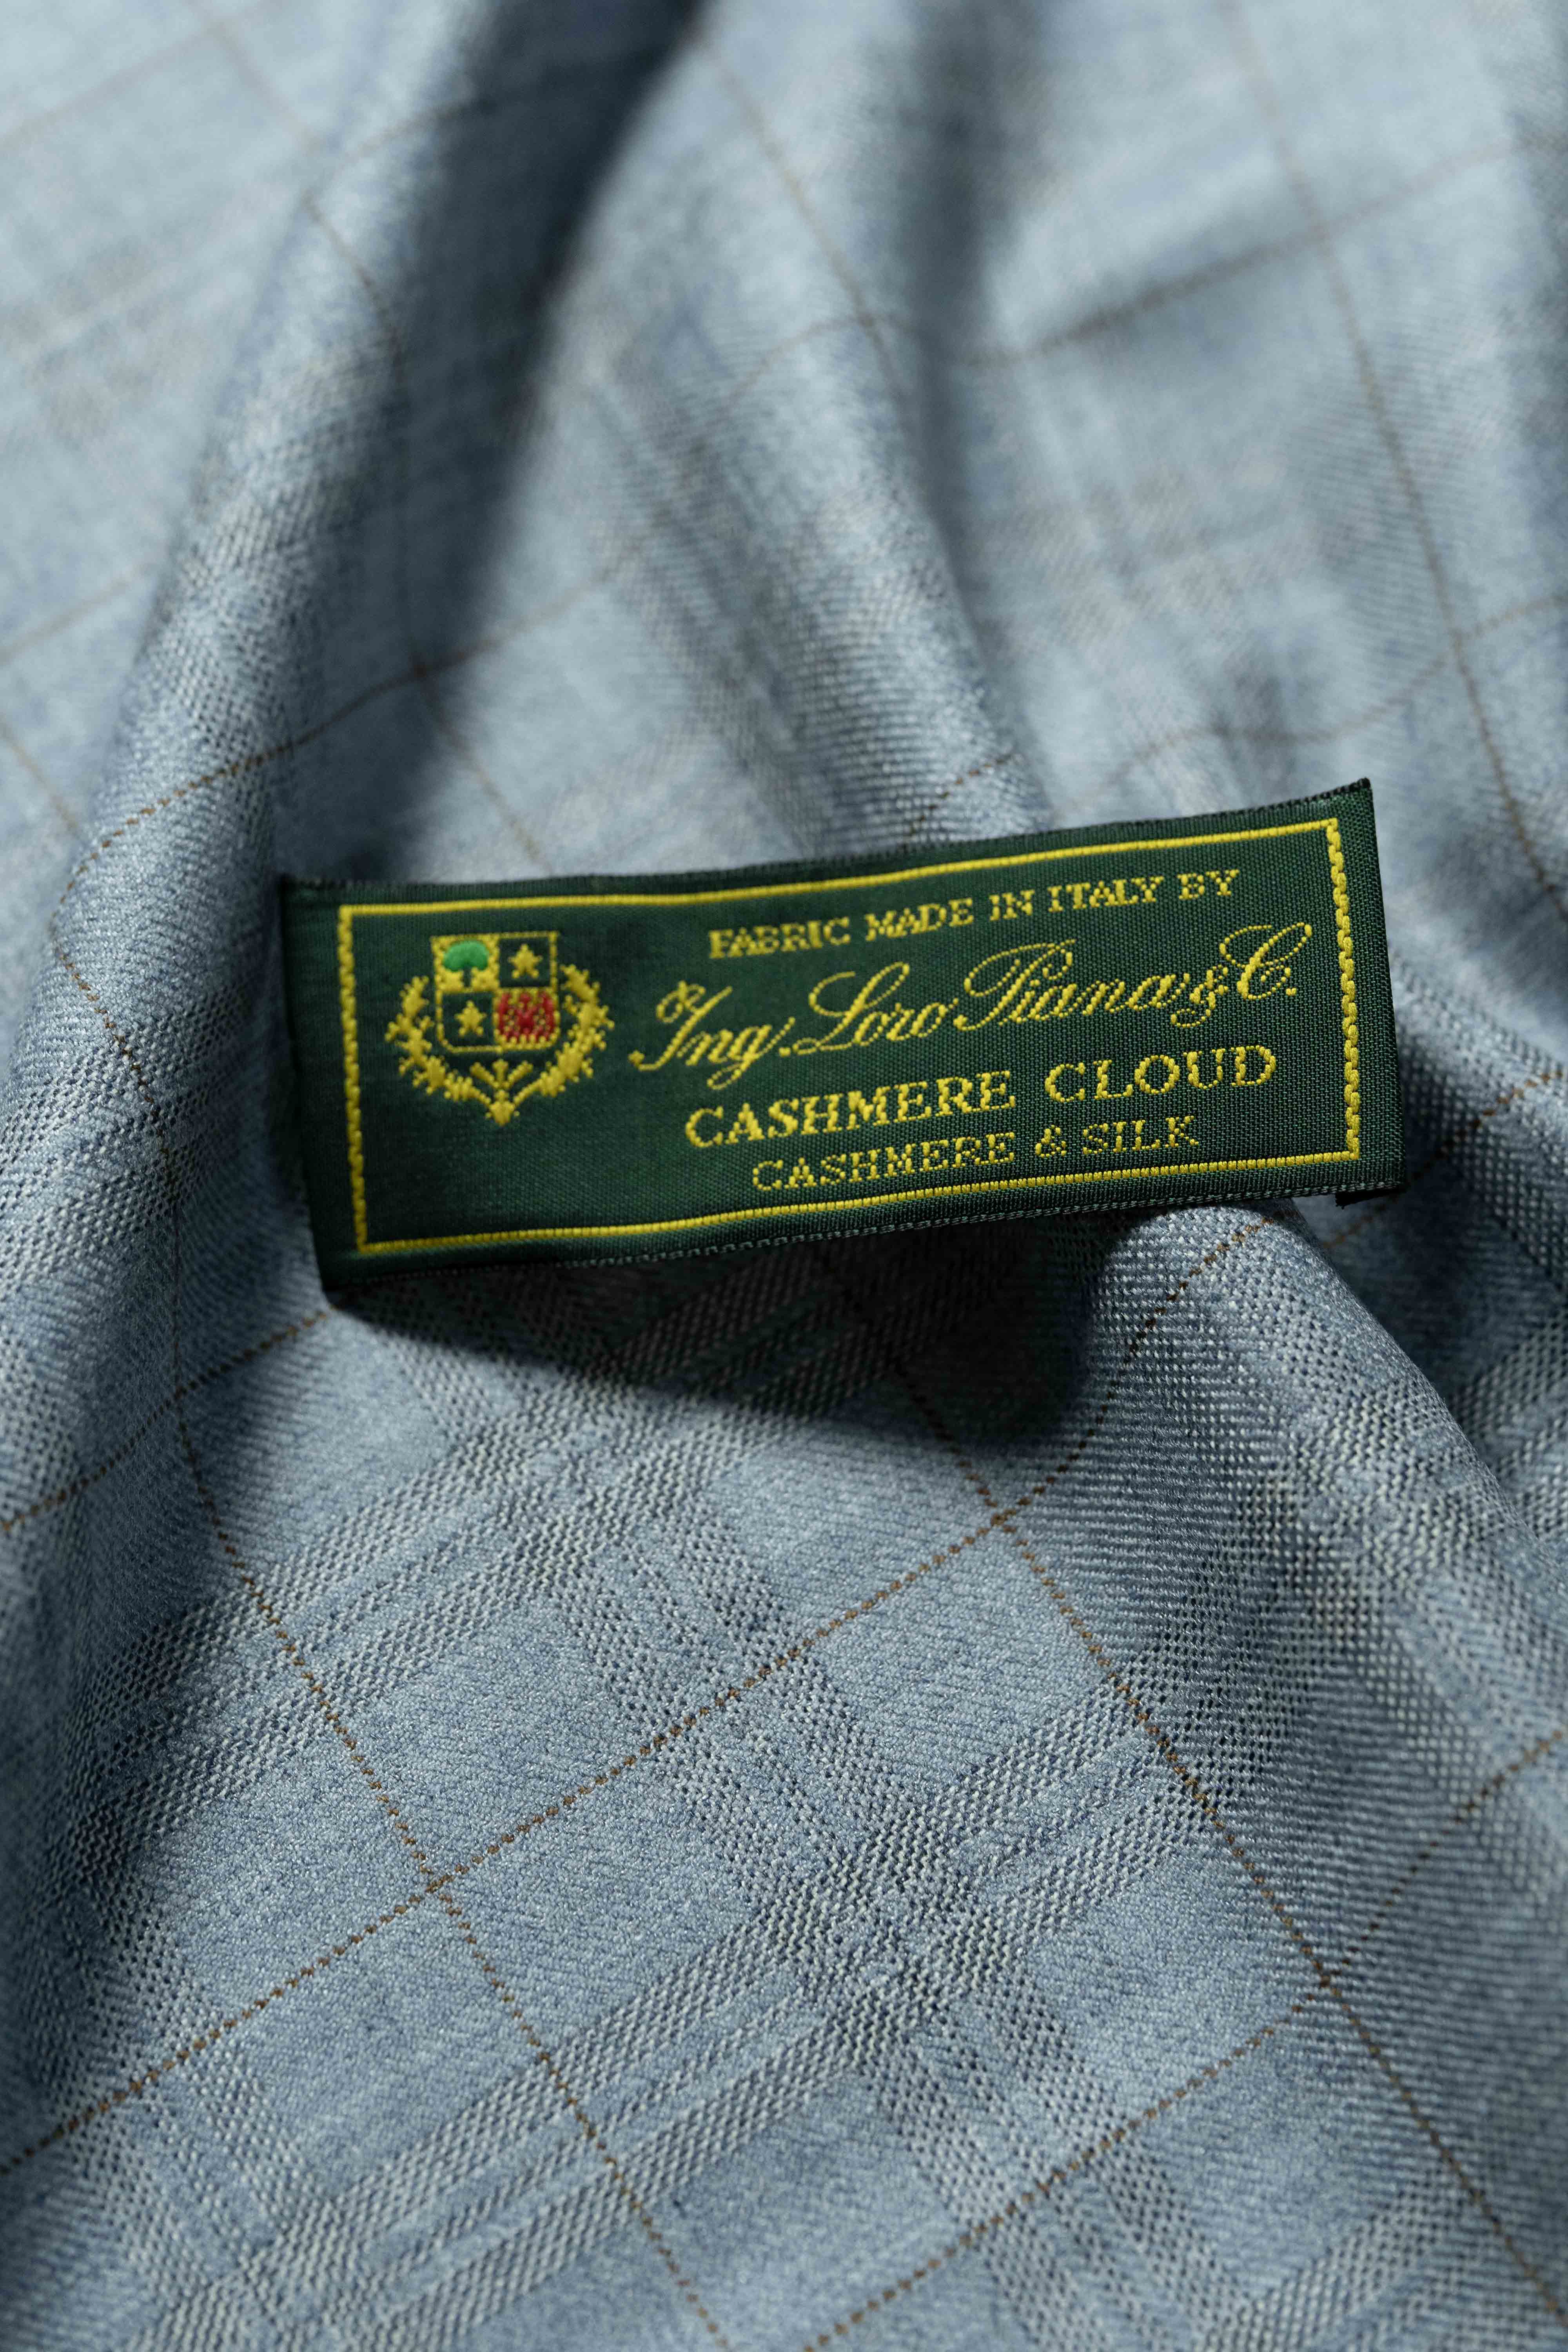 FABRIC MADE IN ITALY BY
Ing. Loro Piana & C.
CASHMERE CLOUD
CASHMERE & SILK